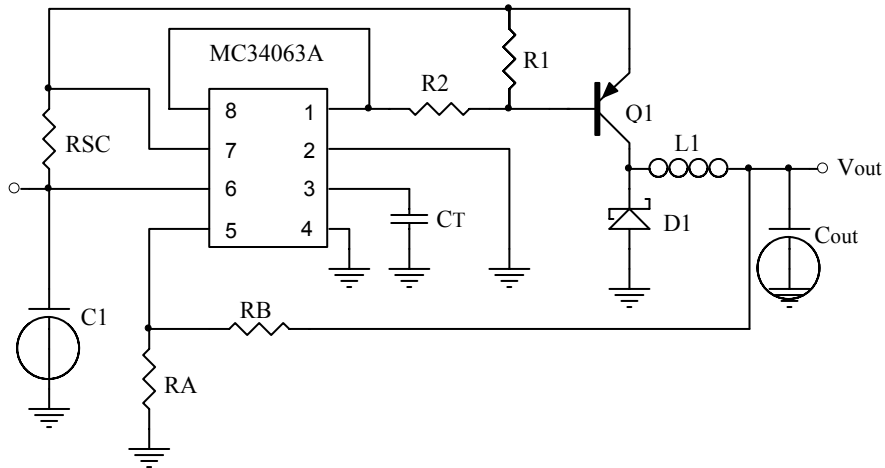 MC34063A
R1
R2
8 1
Q1
RSC
7 2
L1
6 3
Vout
CT
5 4
D1
Cout
C1
RB
RA